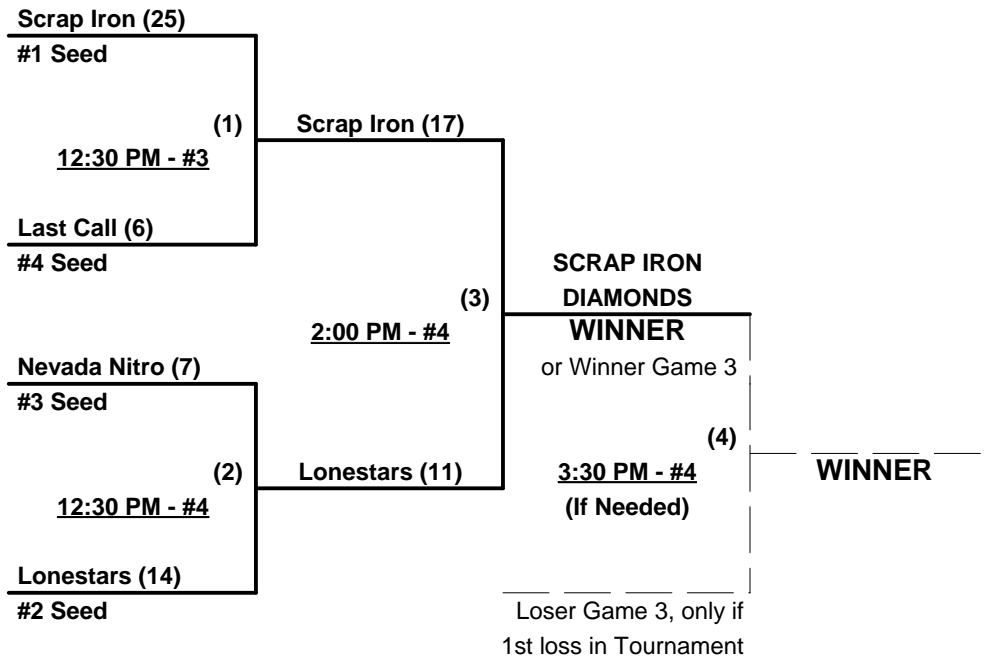 Scrap Iron (25)
#1 Seed
(1)
Scrap Iron (17)
12:30 PM - #3
Last Call (6)
#4 Seed
SCRAP IRON
DIAMONDS
(3)
2:00 PM - #4
WINNER
or Winner Game 3
Nevada Nitro (7)
#3 Seed
(4)
(2)
Lonestars (11)
3:30 PM - #4
WINNER
12:30 PM - #4
(If Needed)
Lonestars (14)
#2 Seed
Loser Game 3, only if
1st loss in Tournament